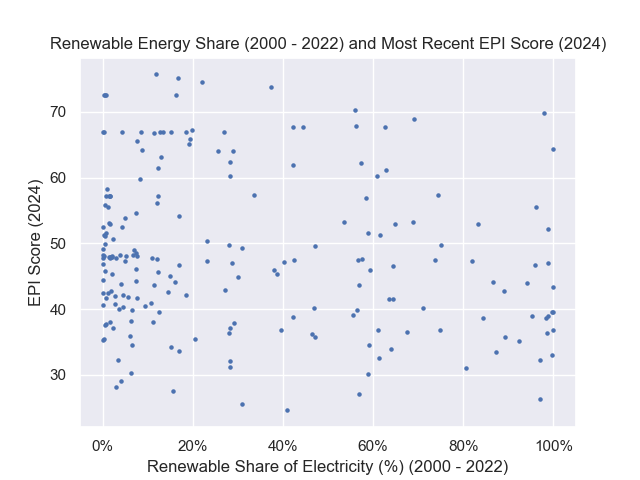 Renewable Energy Share (2000 - 2022) and Most Recent EPI Score (2024)
70
60
50
40
30
EPI Score (2024)
0% 20% 40% 60% 80% 100%
Renewable Share of Electricity (%) (2000 - 2022)